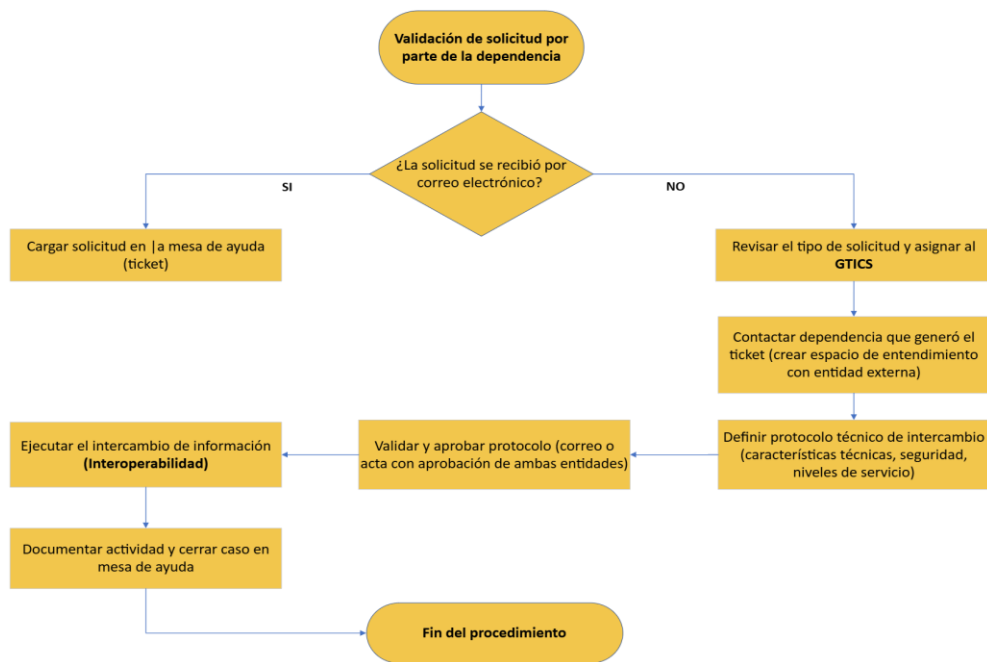 Validación de solicitud por
parte de la dependencia
¿La solicitud se recibió por
correo electrónico?
SI
NO
Cargar solicitud en |a mesa de ayuda
(ticket)
Revisar el tipo de solicitud y asignar al
GTICS
Contactar dependencia que generó el
ticket (crear espacio de entendimiento
con entidad externa)
Definir protocolo técnico de intercambio
(características técnicas, seguridad,
niveles de servicio)
Validar y aprobar protocolo (correo o
acta con aprobación de ambas entidades)
Ejecutar el intercambio de información
(Interoperabilidad)
Documentar actividad y cerrar caso en
mesa de ayuda
Fin del procedimiento